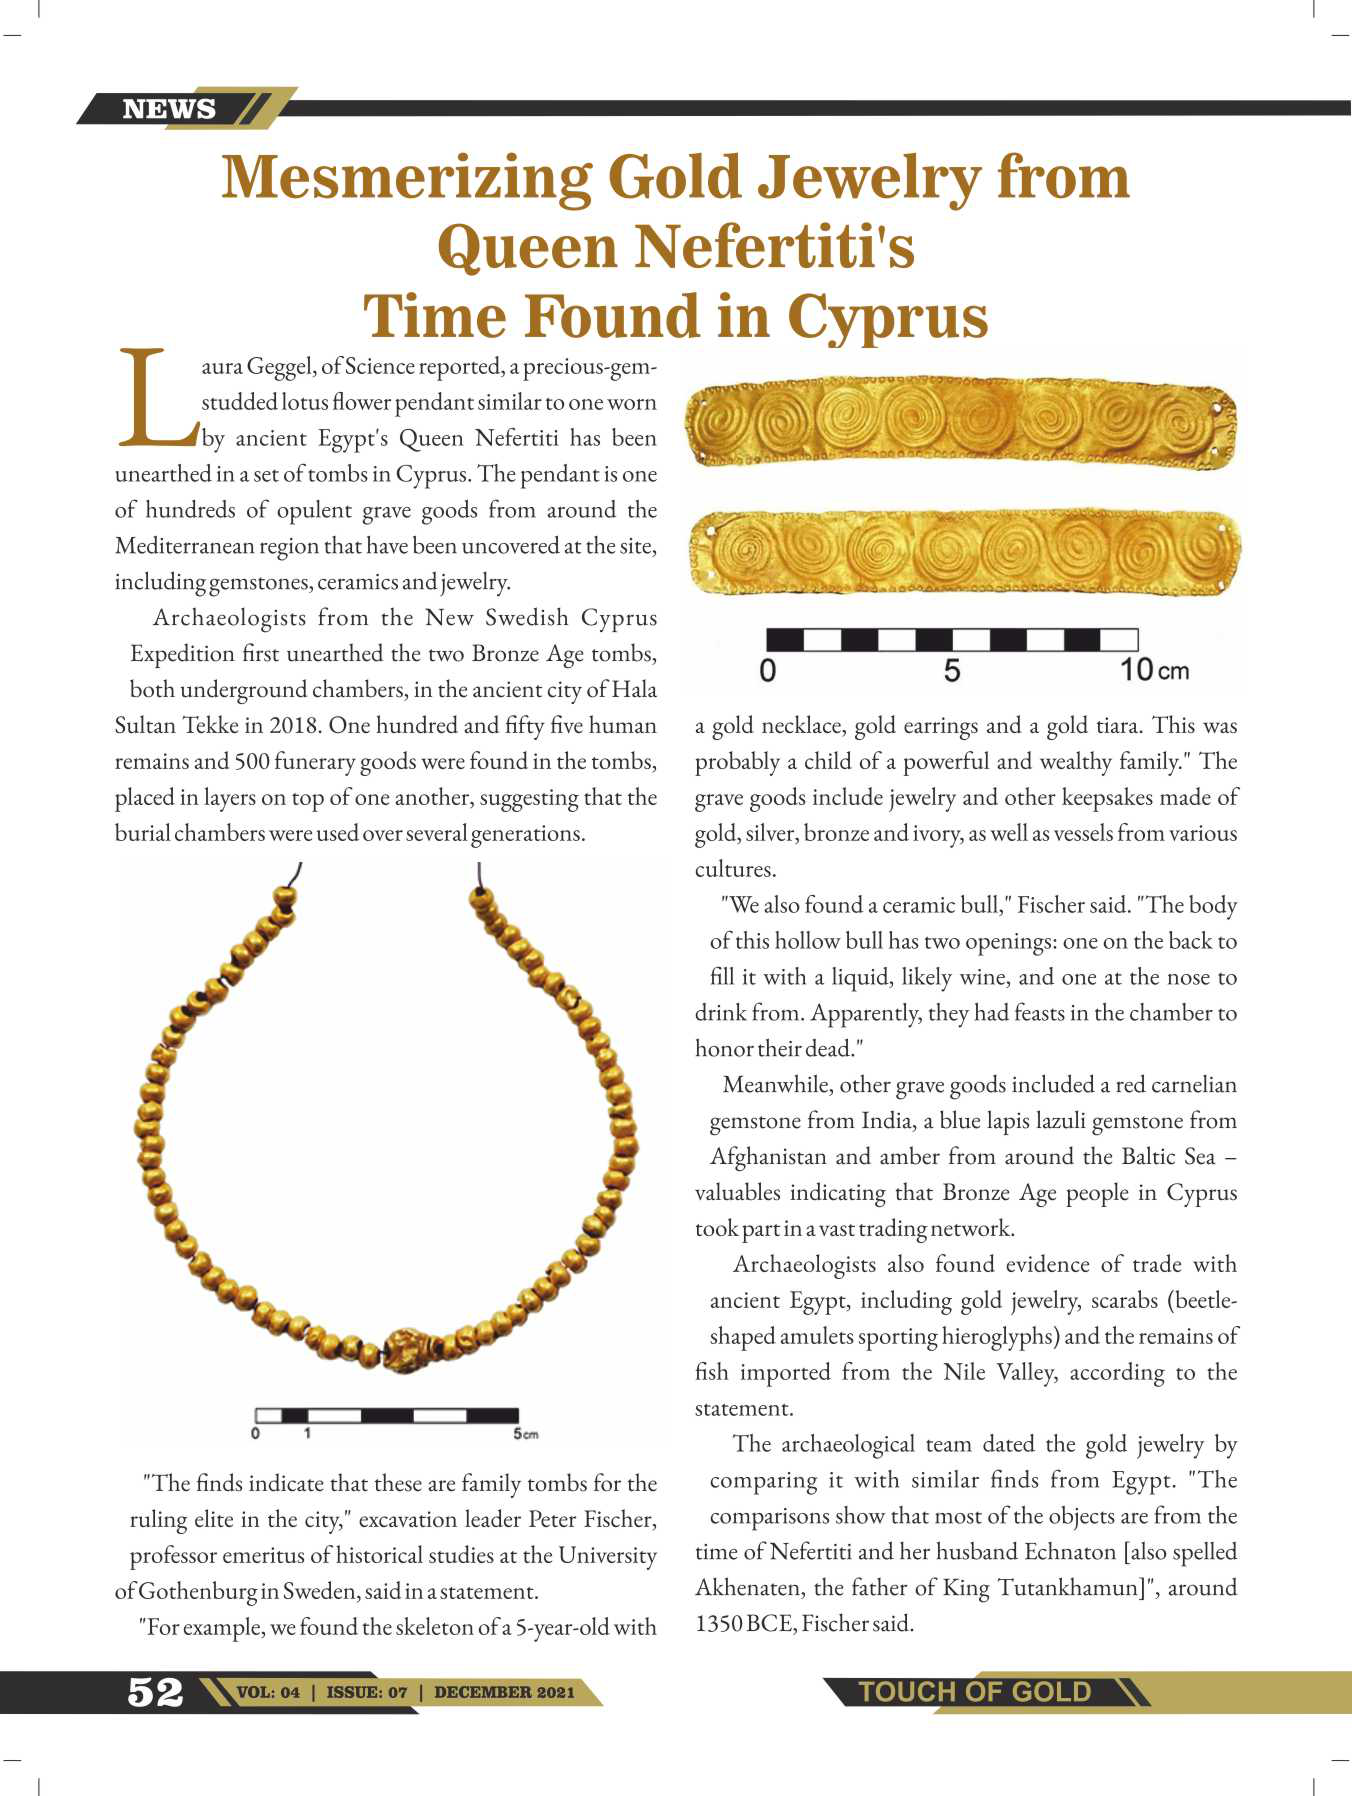 NEWS
Mesmerizing Gold Jewelry from
Queen Nefertiti's
Time Found in Cyprus
Laura Geggel, of Science reported, a precious-gem-
studded lotus flower pendant similar to one worn
by ancient Egypt's Queen Nefertiti has been
unearthed in a set of tombs in Cyprus. The pendant is one
of hundreds of opulent grave goods from around the
Mediterranean region that have been uncovered at the site,
including gemstones, ceramics and jewelry.
Archaeologists from the New Swedish Cyprus
Expedition first unearthed the two Bronze Age tombs,
both underground chambers, in the ancient city of Hala
Sultan Tekke in 2018. One hundred and fifty five human
remains and 500 funerary goods were found in the tombs,
placed in layers on top of one another, suggesting that the
burial chambers were used over several generations.
0 1 5cm
"The finds indicate that these are family tombs for the
ruling elite in the city," excavation leader Peter Fischer,
professor emeritus of historical studies at the University
of Gothenburg in Sweden, said in a statement.
"For example, we found the skeleton of a 5-year-old with
0 5 10 cm
a gold necklace, gold earrings and a gold tiara. This was
probably a child of a powerful and wealthy family." The
grave goods include jewelry and other keepsakes made of
gold, silver, bronze and ivory, as well as vessels from various
cultures.
"We also found a ceramic bull," Fischer said. "The body
of this hollow bull has two openings: one on the back to
fill it with a liquid, likely wine, and one at the nose to
drink from. Apparently, they had feasts in the chamber to
honor their dead."
Meanwhile, other grave goods included a red carnelian
gemstone from India, a blue lapis lazuli gemstone from
Afghanistan and amber from around the Baltic Sea –
valuables indicating that Bronze Age people in Cyprus
took part in a vast trading network.
Archaeologists also found evidence of trade with
ancient Egypt, including gold jewelry, scarabs (beetle-
shaped amulets sporting hieroglyphs) and the remains of
fish imported from the Nile Valley, according to the
statement.
The archaeological team dated the gold jewelry by
comparing it with similar finds from Egypt. "The
comparisons show that most of the objects are from the
time of Nefertiti and her husband Echnaton [also spelled
Akhenaten, the father of King Tutankhamun]", around
1350 BCE, Fischer said.
52 VOL: 04 | ISSUE: 07 | DECEMBER 2021
TOUCH OF GOLD